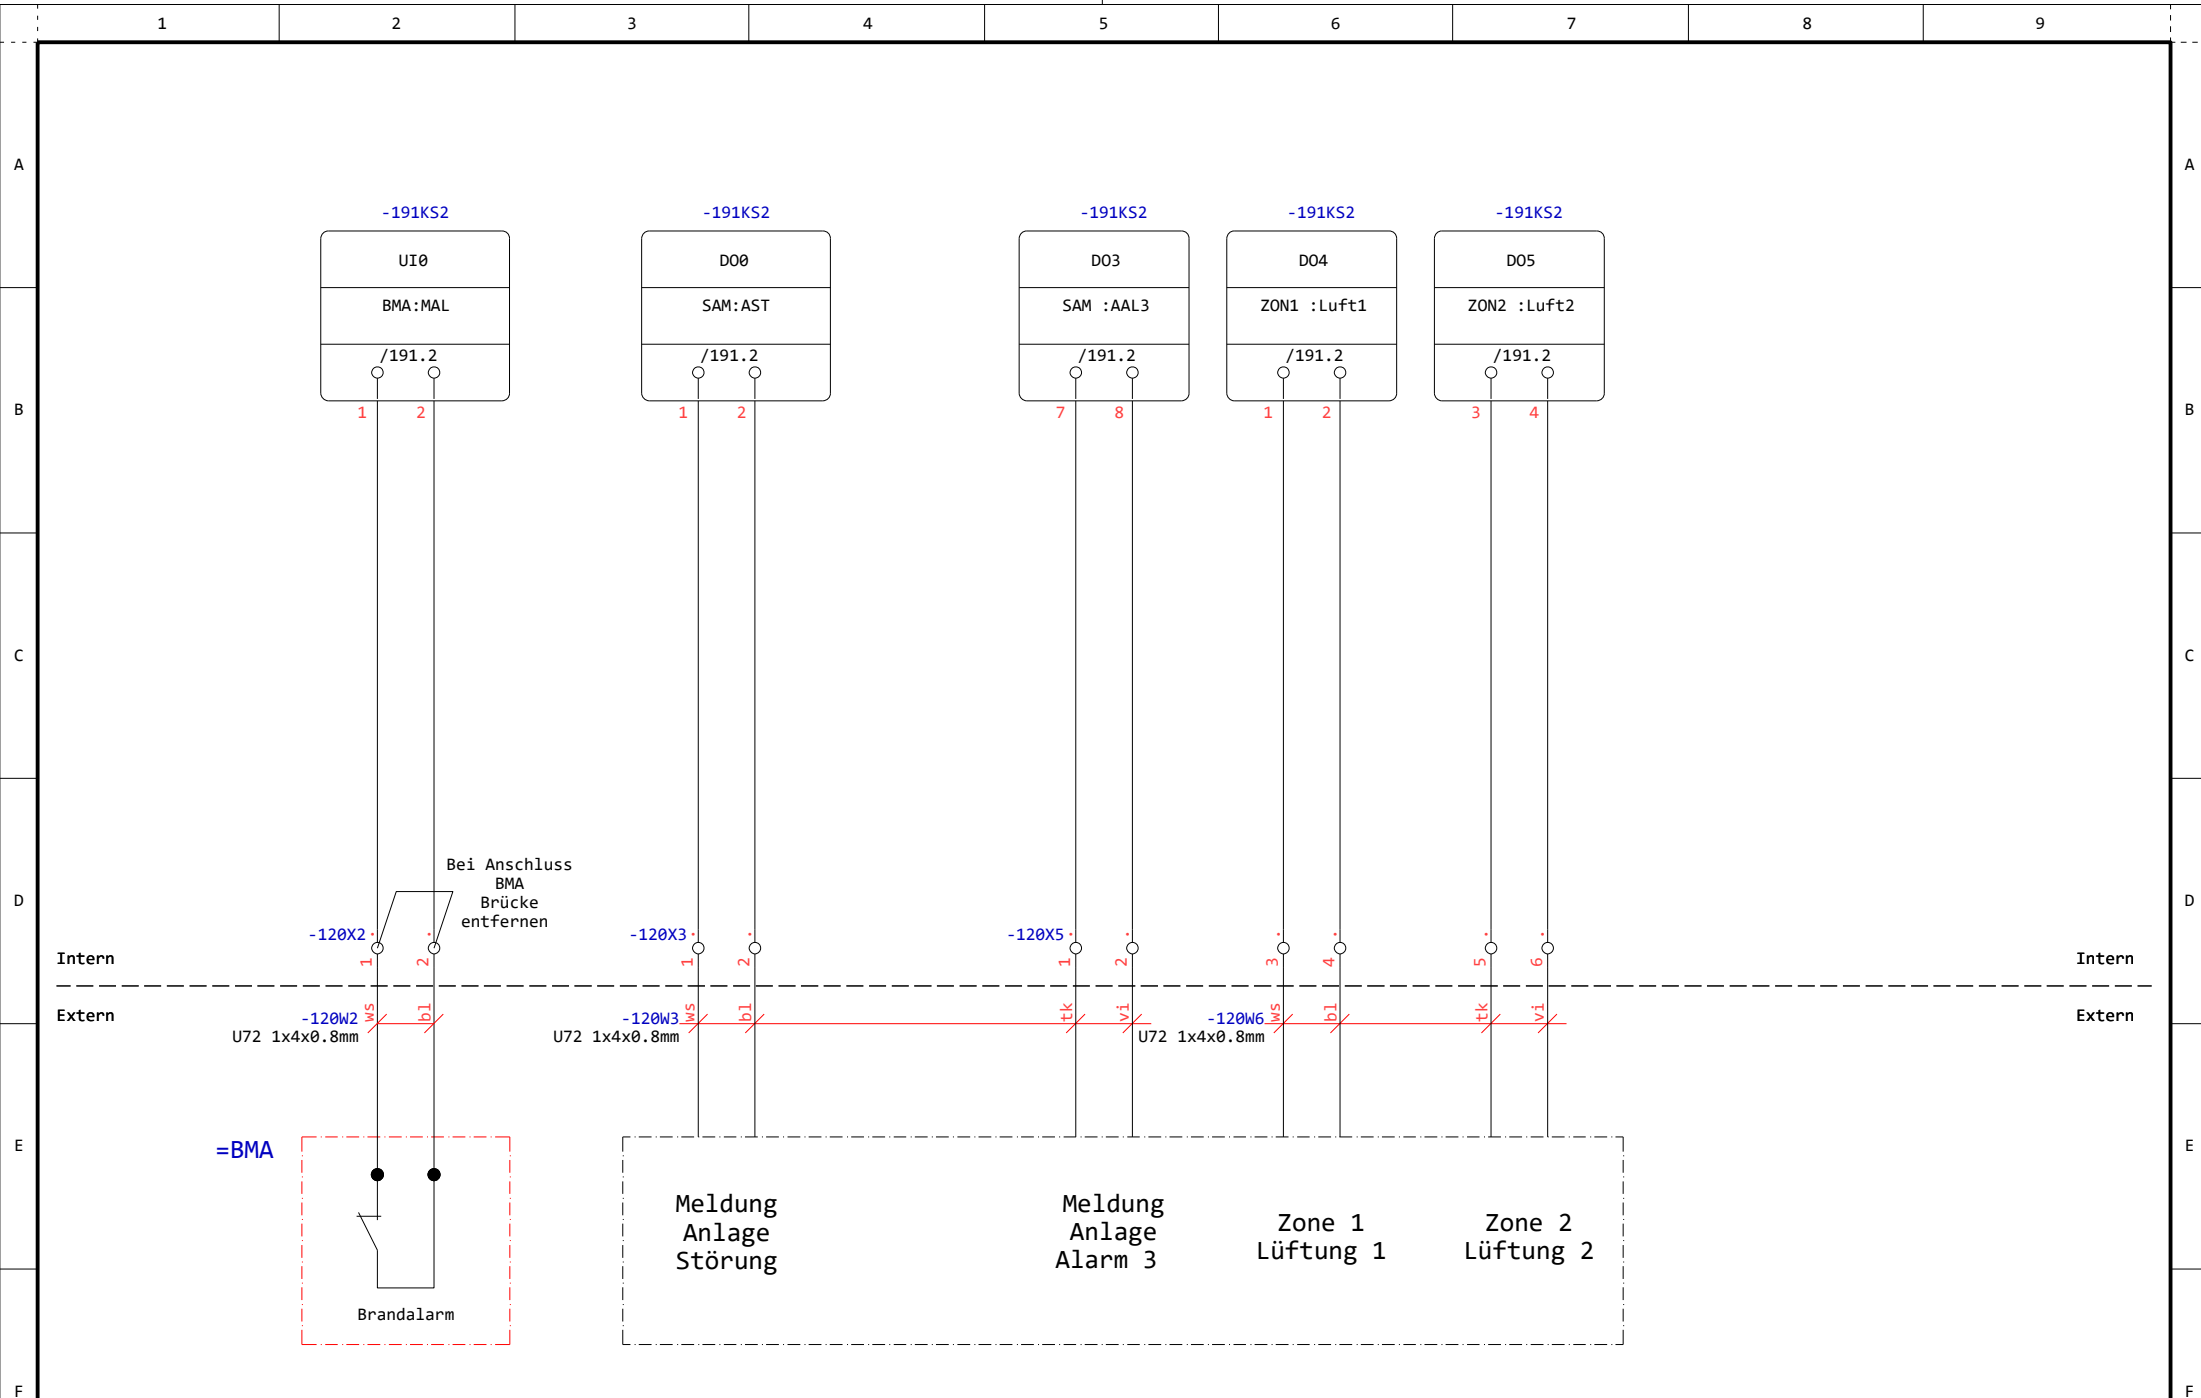 1 2 3 4 5 6 7 8 9
A A
-191KS2 -191KS2 -191KS2 -191KS2 -191KS2
UI0 DO0 DO3 DO4 DO5
BMA:MAL SAM:AST SAM :AAL3 ZON1 :Luft1 ZON2 :Luft2
/191.2 /191.2 /191.2 /191.2 /191.2
B 1 2 1 2 7 8 1 2 3 4 B
C C
Bei Anschluss
BMA
Brücke
entfernen
D D
-120X2 -120X3 -120X5
1 2 1 2 1 2 3 4 5 6
Intern Intern
Extern Extern
ws bl ws bl tk vi ws bl tk vi
-120W2 -120W3 -120W6
U72 1x4x0.8mm U72 1x4x0.8mm U72 1x4x0.8mm
E E
=BMA
Meldung
Anlage
Störung
Meldung
Anlage
Alarm 3
Zone 1
Lüftung 1
Zone 2
Lüftung 2
Brandalarm
F F